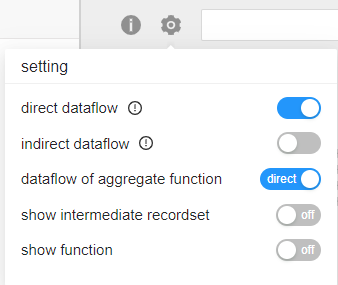 setting
direct dataflow
indirect dataflow
dataflow of aggregate function direct
show intermediate recordset off
show function off